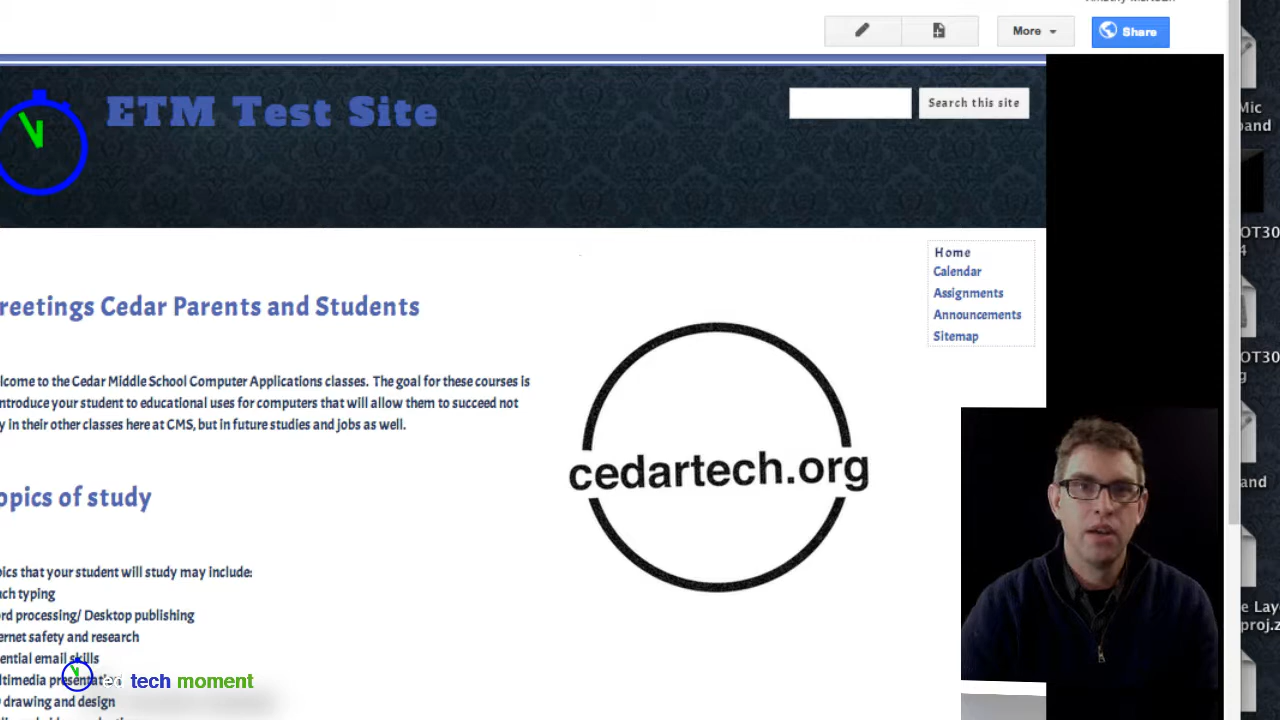 More
Share
ETM Test Site
Search this site
Home
Calendar
Assignments
Announcements
Sitemap
reetings Cedar Parents and Students
lcome to the Cedar Middle School Computer Applications classes. The goal for these courses is
ntroduce your student to educational uses for computers that will allow them to succeed not
y in their other classes here at CMS, but in future studies and jobs as well.
cedartech.org
opics of study
pics that your student will study may include:
ch typing
rd processing/ Desktop publishing
ernet safety and research
ential email skills
ltimedia
drawing and design
ed tech moment
Mic
and
OT30
4
OT30
g
and
e Lay
proj.z